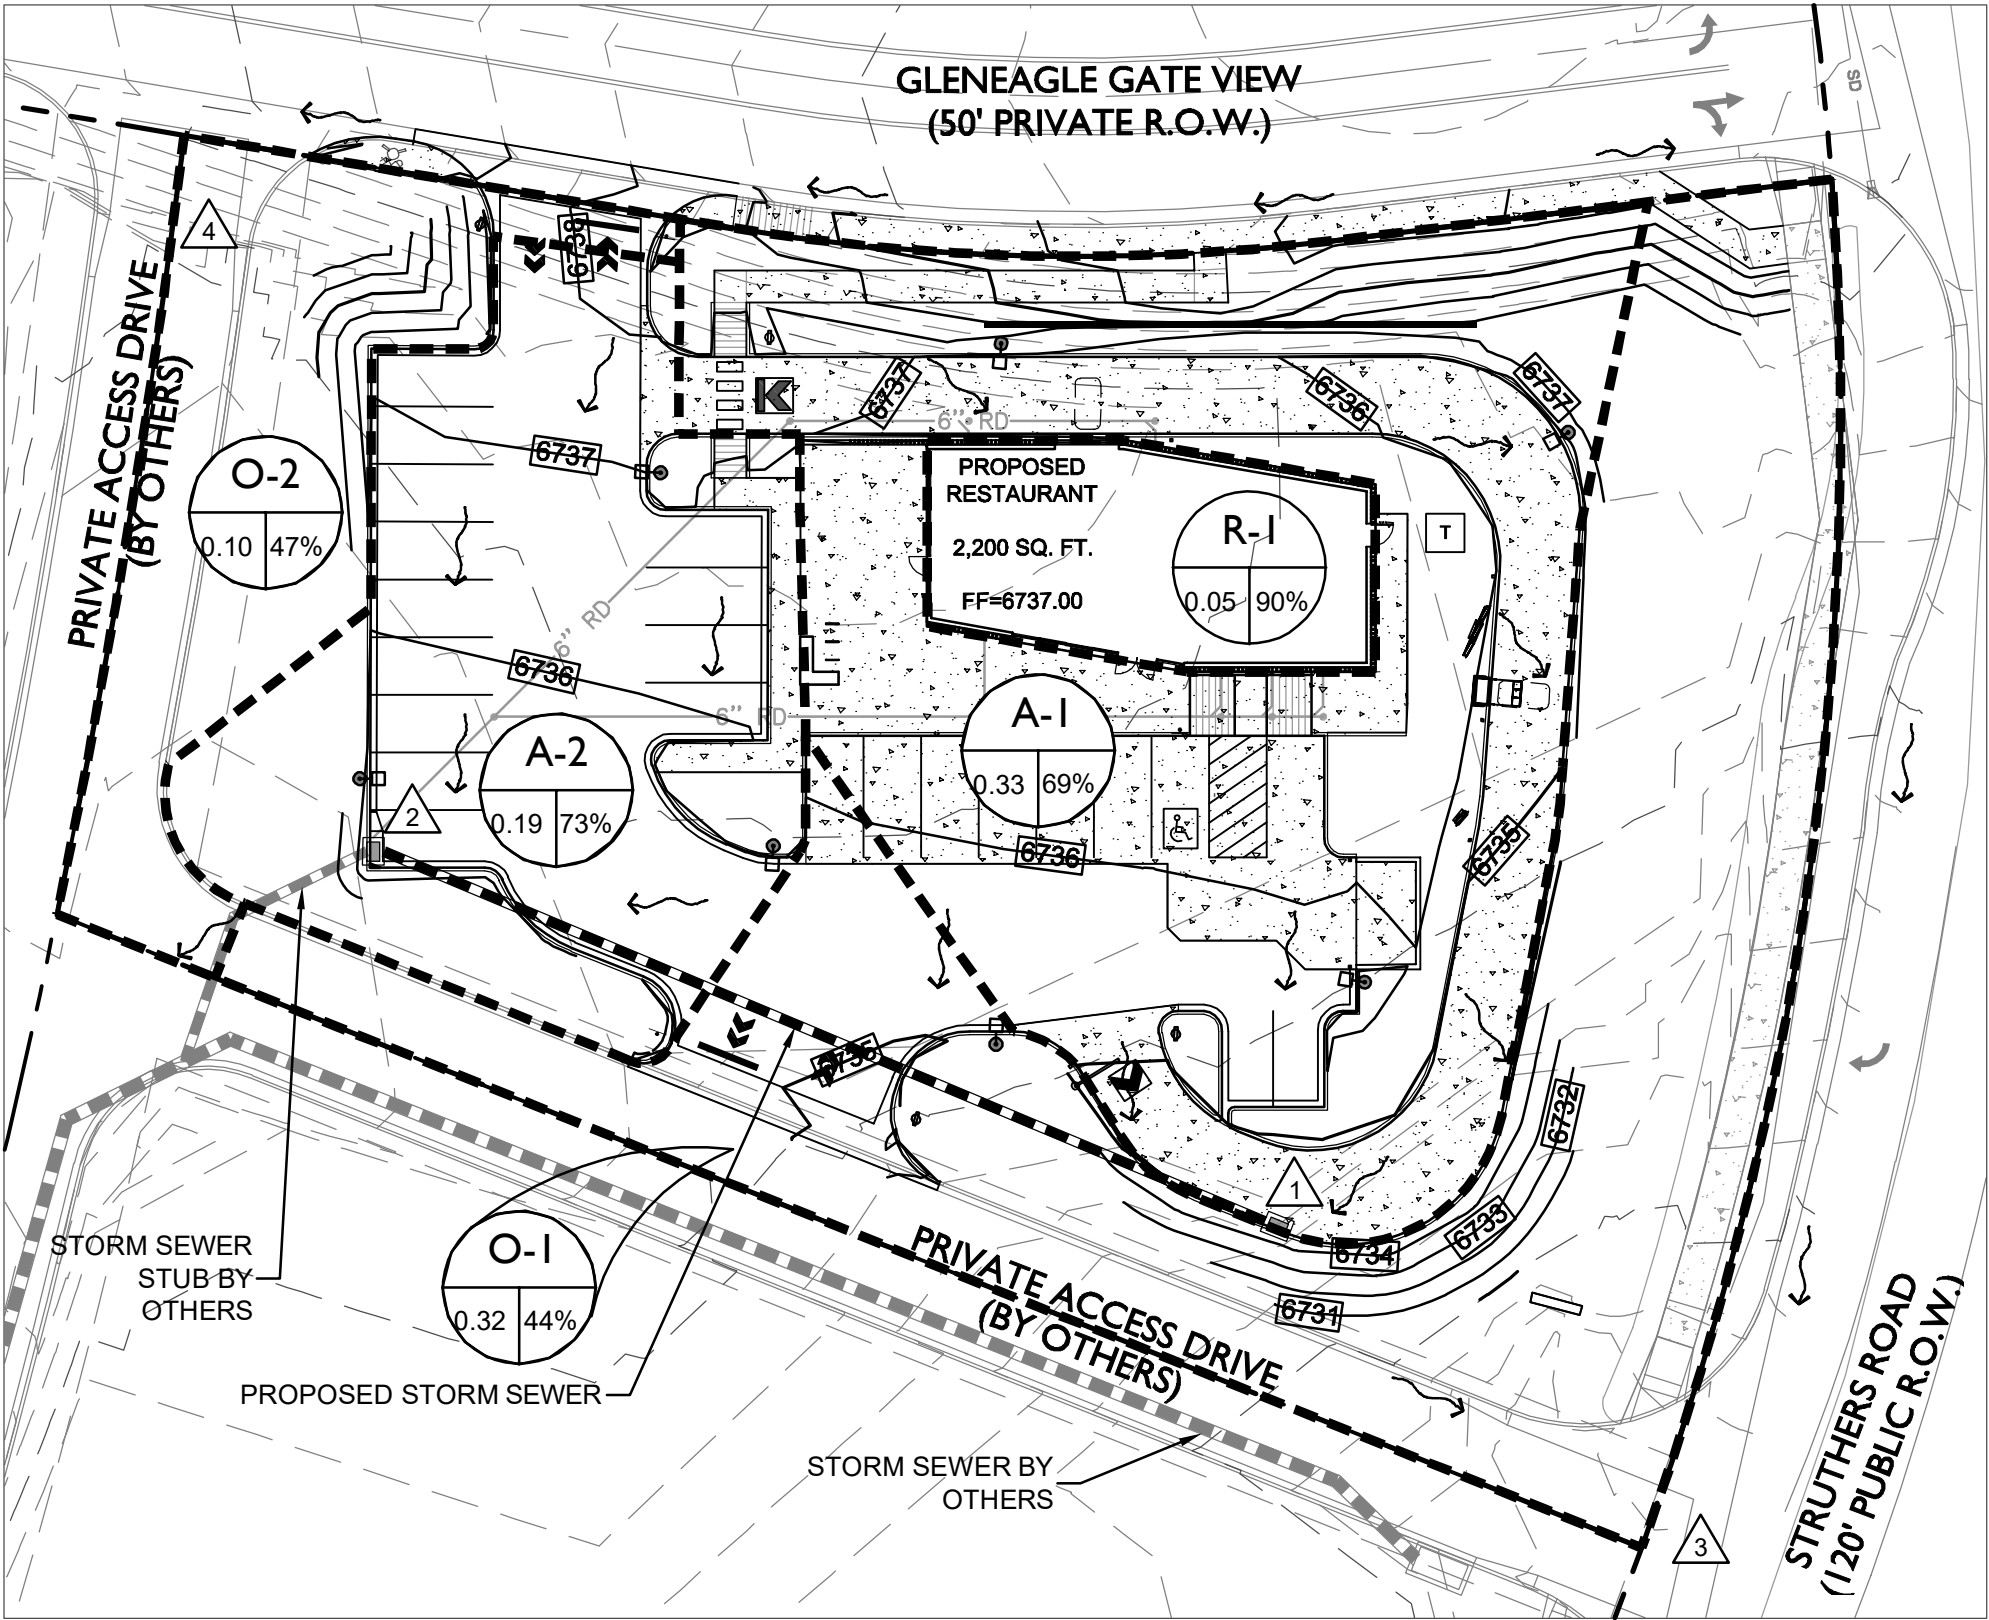 GLENEAGLE GATE VIEW
(50' PRIVATE R.O.W.)
SD
4
6738
PRIVATE ACCESS DRIVE
(BY OTHERS)
O-2
0.10 47%
6737
6737
6736
6737
6" RD
PROPOSED
RESTAURANT
2,200 SQ. FT.
FF=6737.00
R-1
0.05 90%
T
6" RD
6736
6" RD
A-2
0.19 73%
2
A-1
0.33 69%
6736
6735
6735
6732
1
6733
6734
6731
STORM SEWER
STUB BY
OTHERS
O-1
0.32 44%
PROPOSED STORM SEWER
PRIVATE ACCESS DRIVE
(BY OTHERS)
STORM SEWER BY
OTHERS
STRUTHERS ROAD
(120' PUBLIC R.O.W.)
3